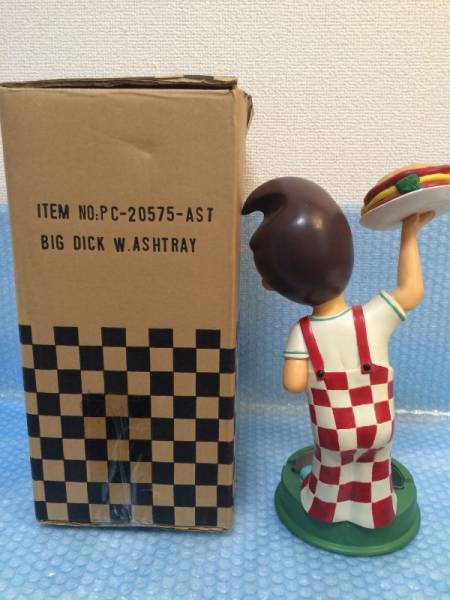 ITEM NO:PC-20575-AST
BIG DICK W.ASHTRAY